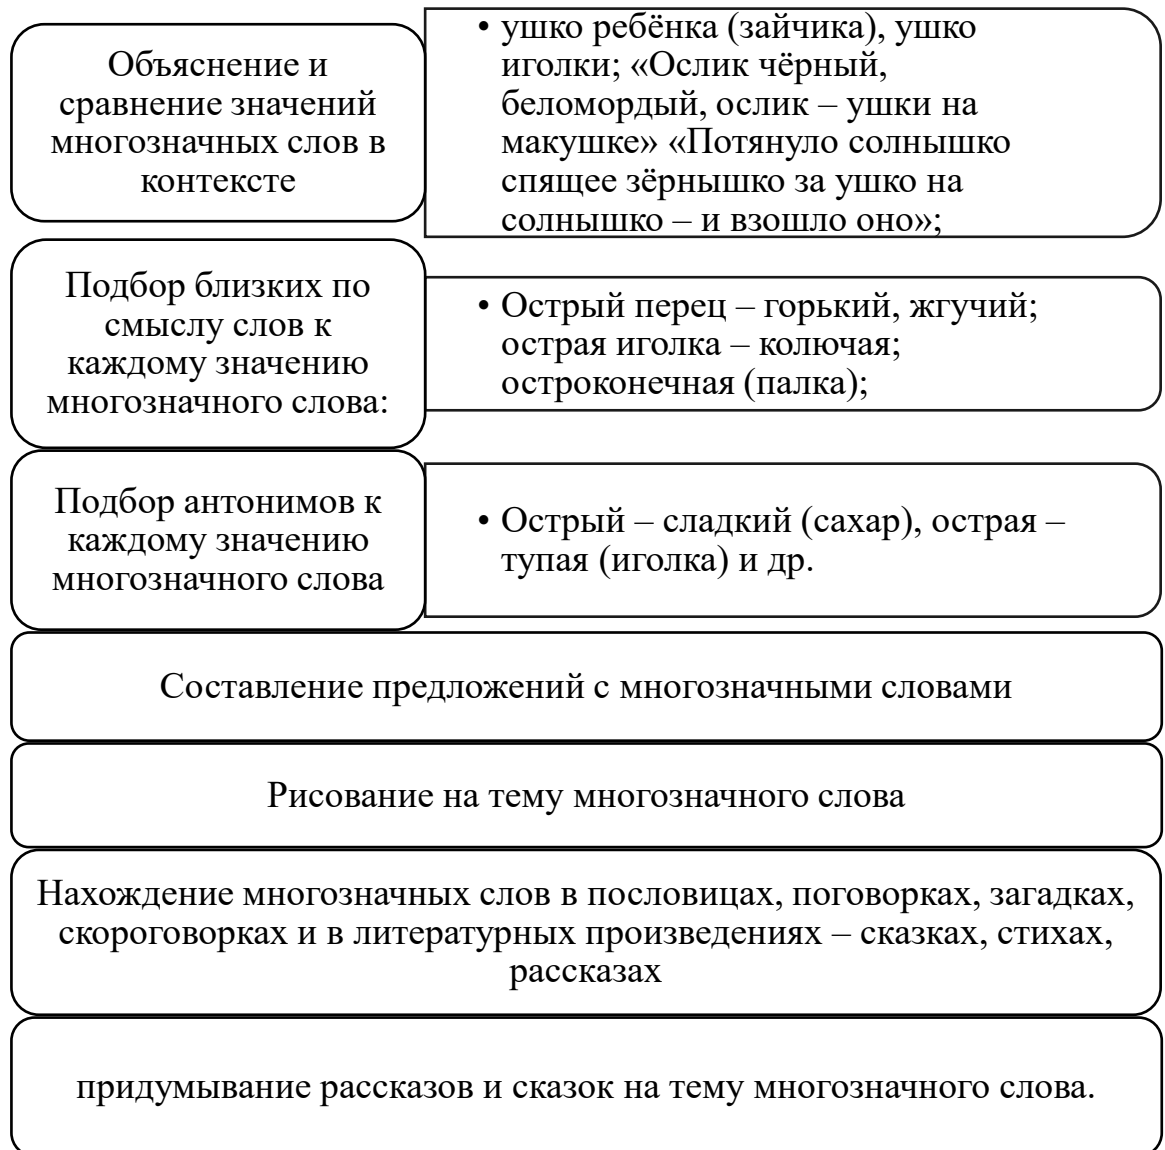 Объяснение и
сравнение значений
многозначных слов в
контексте
• ушко ребёнка (зайчика), ушко
иголки; «Ослик чёрный,
беломордый, ослик – ушки на
макушке» «Потянуло солнышко
спящее зёрнышко за ушко на
солнышко – и взошло оно»;
Подбор близких по
смыслу слов к
каждому значению
многозначного слова:
• Острый перец – горький, жгучий;
острая иголка – колючая;
остроконечная (палка);
Подбор антонимов к
каждому значению
многозначного слова
• Острый – сладкий (сахар), острая –
тупая (иголка) и др.
Составление предложений с многозначными словами
Рисование на тему многозначного слова
Нахождение многозначных слов в пословицах, поговорках, загадках,
скороговорках и в литературных произведениях – сказках, стихах,
рассказах
придумывание рассказов и сказок на тему многозначного слова.